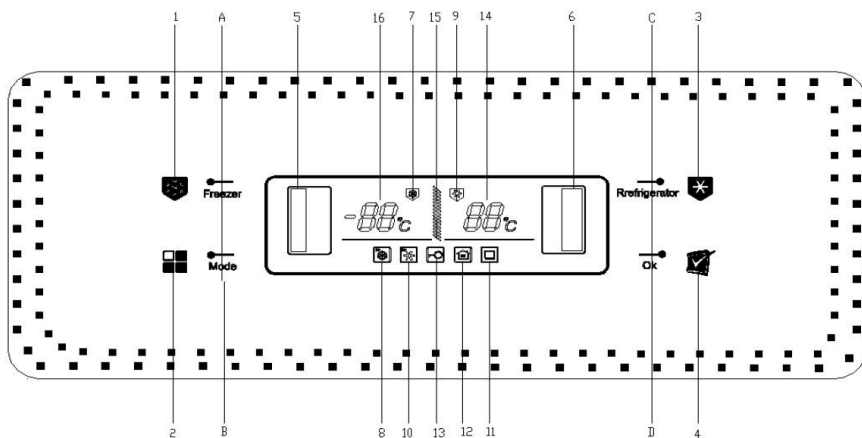 1 A 5 16 7 15 9 14 6 C 3
Freezer Rrefrigerator
-88°C 88°C
Mode Ok
2 B 8 10 13 12 11 D 4